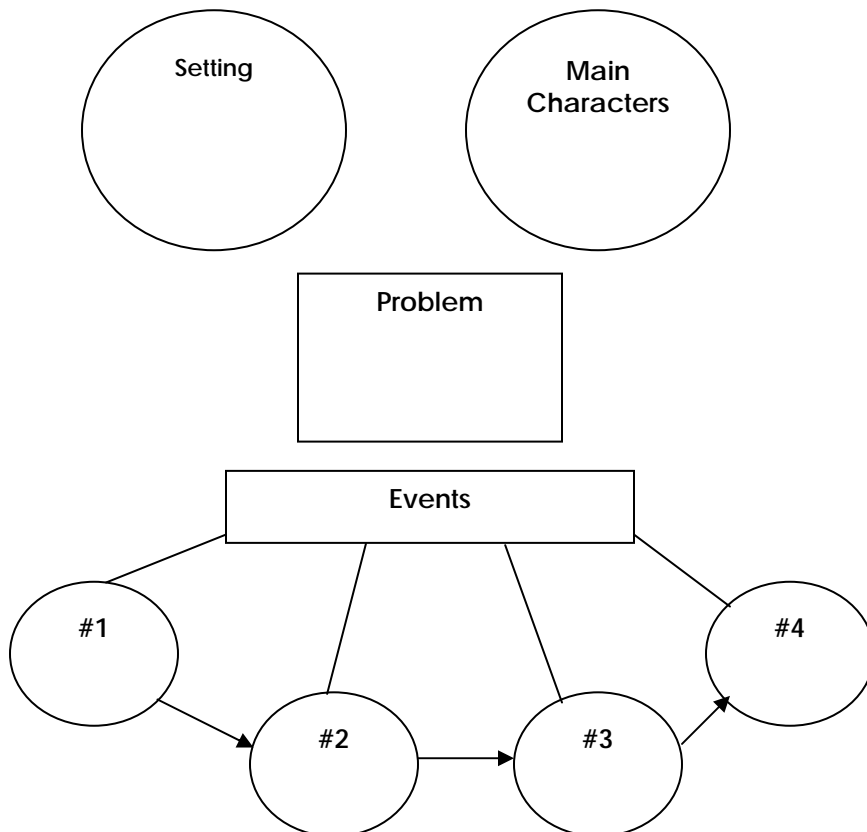 Setting
Main
Characters
Problem
Events
#1
#2
#3
#4